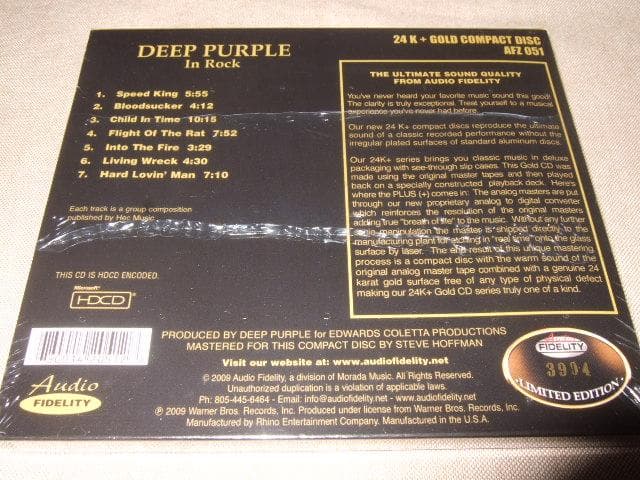 DEEP PURPLE
In Rock
1. Speed King 5:55
2. Bloodsucker 4:12
3. Child In Time 10:15
4. Flight Of The Rat 7:52
5. Into The Fire 3:29
6. Living Wreck 4:30
7. Hard Lovin' Man 7:10
Each track is a group composition
published by Hec Music.
THIS CD IS HDCD ENCODED.
Microsoft
HDCD
24 K + GOLD COMPACT DISC
AFZ 051
THE ULTIMATE SOUND QUALITY
FROM AUDIO FIDELITY
You've never heard your favorite music sound this good!
The clarity is truly exceptional. Treat yourself to a musical
experience you've never had before.
Our new 24 K+ compact discs reproduce the ultimate
sound of a classic recorded performance without the
irregular plated surfaces of standard aluminum discs.
Our 24K+ series brings you classic music in deluxe
packaging with see-through slip cases. This Gold CD was
made using the original master tapes and then played
back on a specially constructed playback deck. Here's
where the PLUS (+) comes in: The analog masters are put
through our new proprietary analog to digital converter
which reinforces the resolution of the original masters
adding true "breath of life" to the music. Without any further
sonic manipulation the master is shipped directly to the
manufacturing plant for etching in "real time" onto the glass
surface by laser. The end result of this unique mastering
process is a compact disc with the warm sound of the
original analog master tape combined with a genuine 24
karat gold surface free of any type of physical defect
making our 24K+ Gold CD series truly one of a kind.
PRODUCED BY DEEP PURPLE for EDWARDS COLETTA PRODUCTIONS
MASTERED FOR THIS COMPACT DISC BY STEVE HOFFMAN
Visit our website at: www.audiofidelity.net
© 2009 Audio Fidelity, a division of Morada Music. All Rights Reserved.
Unauthorized duplication is a violation of applicable laws.
Ph: 805-445-6464 - Email: info@audiofidelity.net - www.audiofidelity.net
℗ 2009 Warner Bros. Records, Inc. Produced under license from Warner Bros. Records, Inc.
Manufactured by Rhino Entertainment Company. Manufactured in the U.S.A.
Audio
FIDELITY
Audio
FIDELITY
3904
·LIMITED EDITION·